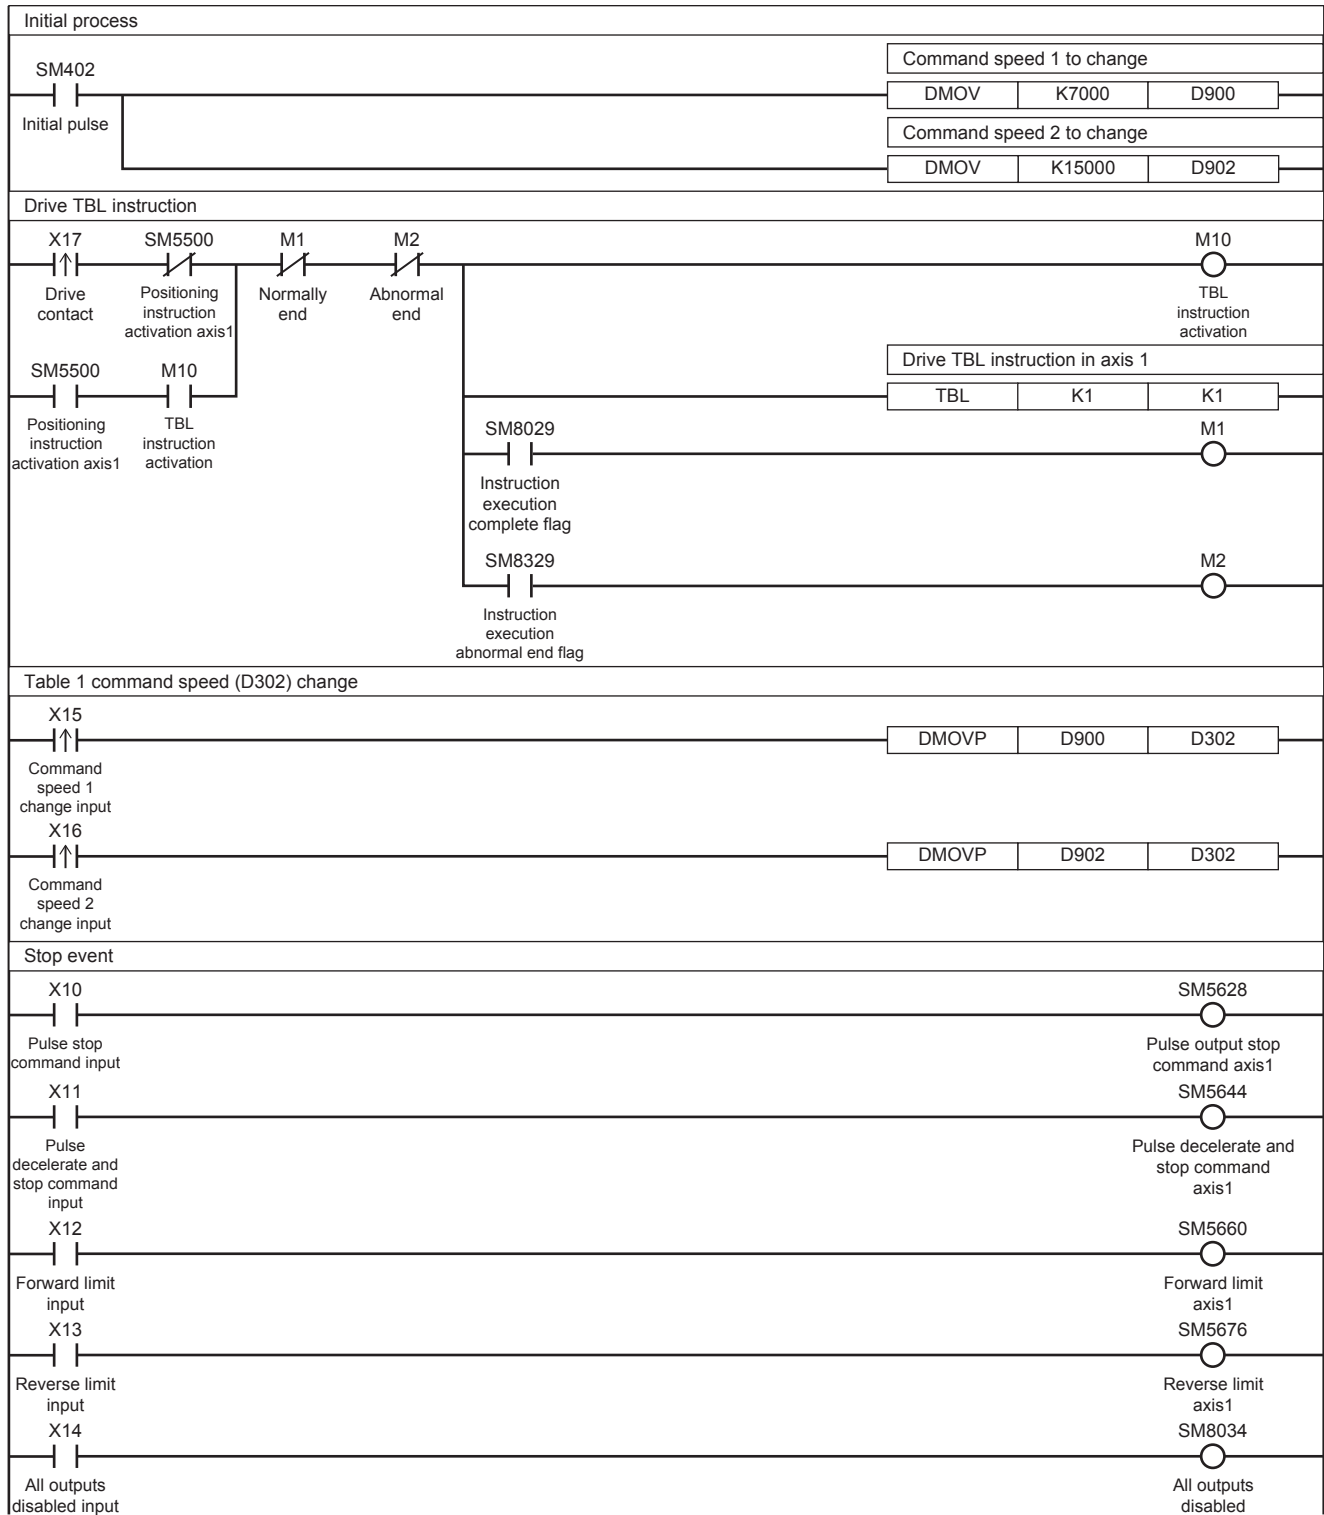 Initial process
SM402
Initial pulse
Command speed 1 to change
DMOV K7000 D900
Command speed 2 to change
DMOV K15000 D902
Drive TBL instruction
X17 SM5500 M1 M2 M10
Drive
contact
Positioning
instruction
activation axis1
Normally
end
Abnormal
end
TBL
instruction
activation
SM5500 M10
Positioning
instruction
activation axis1
TBL
instruction
activation
Drive TBL instruction in axis 1
TBL K1 K1
SM8029 M1
Instruction
execution
complete flag
SM8329 M2
Instruction
execution
abnormal end flag
Table 1 command speed (D302) change
X15
DMOVP D900 D302
Command
speed 1
change input
X16
DMOVP D902 D302
Command
speed 2
change input
Stop event
X10 SM5628
Pulse stop
command input
Pulse output stop
command axis1
X11 SM5644
Pulse
decelerate and
stop command
input
Pulse decelerate and
stop command
axis1
X12 SM5660
Forward limit
input
Forward limit
axis1
X13 SM5676
Reverse limit
input
Reverse limit
axis1
X14 SM8034
All outputs
disabled input
All outputs
disabled